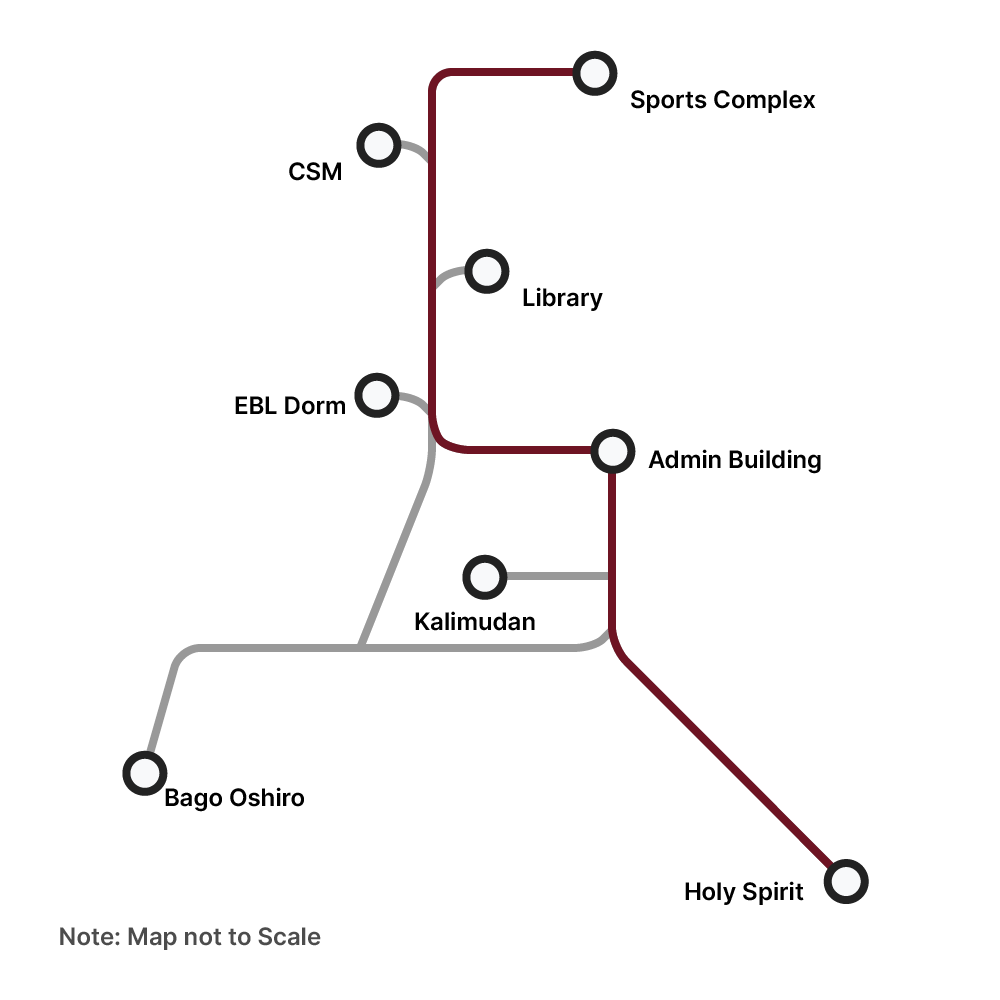 Sports Complex
CSM
Library
EBL Dorm
Admin Building
Kalimudan
Bago Oshiro
Holy Spirit
Note: Map not to Scale